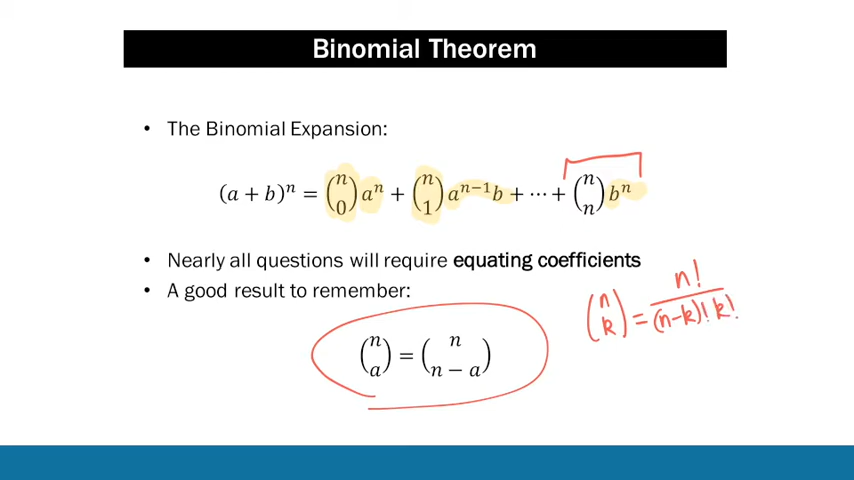 Binomial Theorem
• The Binomial Expansion:
(a + b)ⁿ = (n 0) aⁿ + (n 1) aⁿ⁻¹b + ⋯ + (n n) bⁿ
• Nearly all questions will require equating coefficients
• A good result to remember:
(n k) = n! / (n-k)! k!
(n a) = (n n − a)